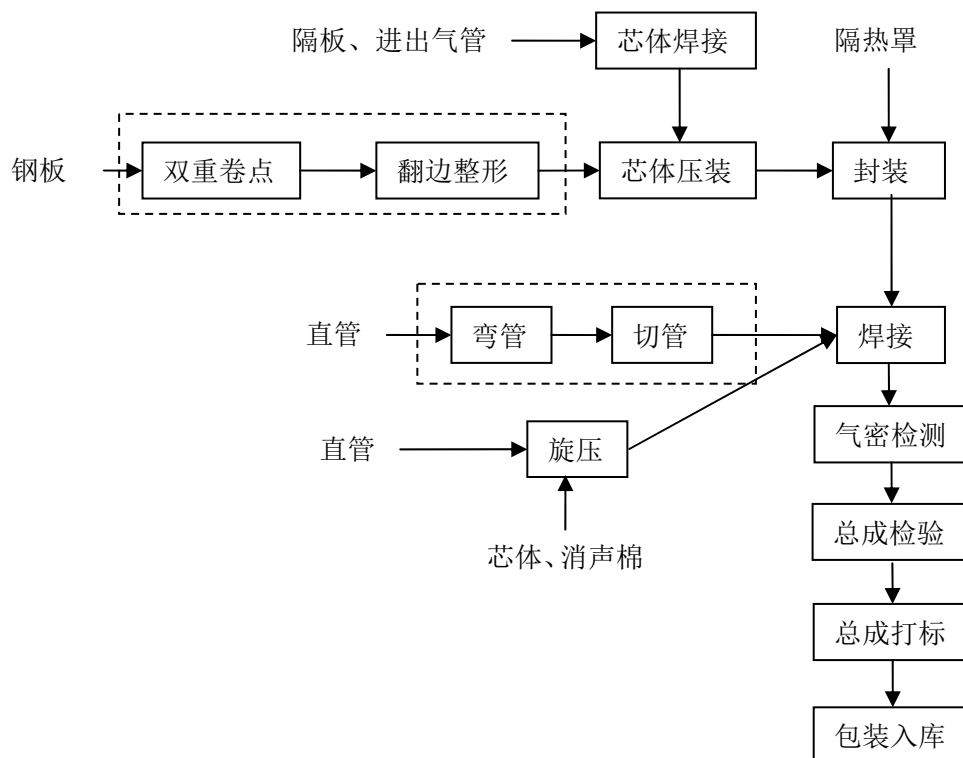 隔板、进出气管
芯体焊接
隔热罩
钢板
双重卷点
翻边整形
芯体压装
封装
直管
弯管
切管
焊接
直管
旋压
气密检测
芯体、消声棉
总成检验
总成打标
包装入库